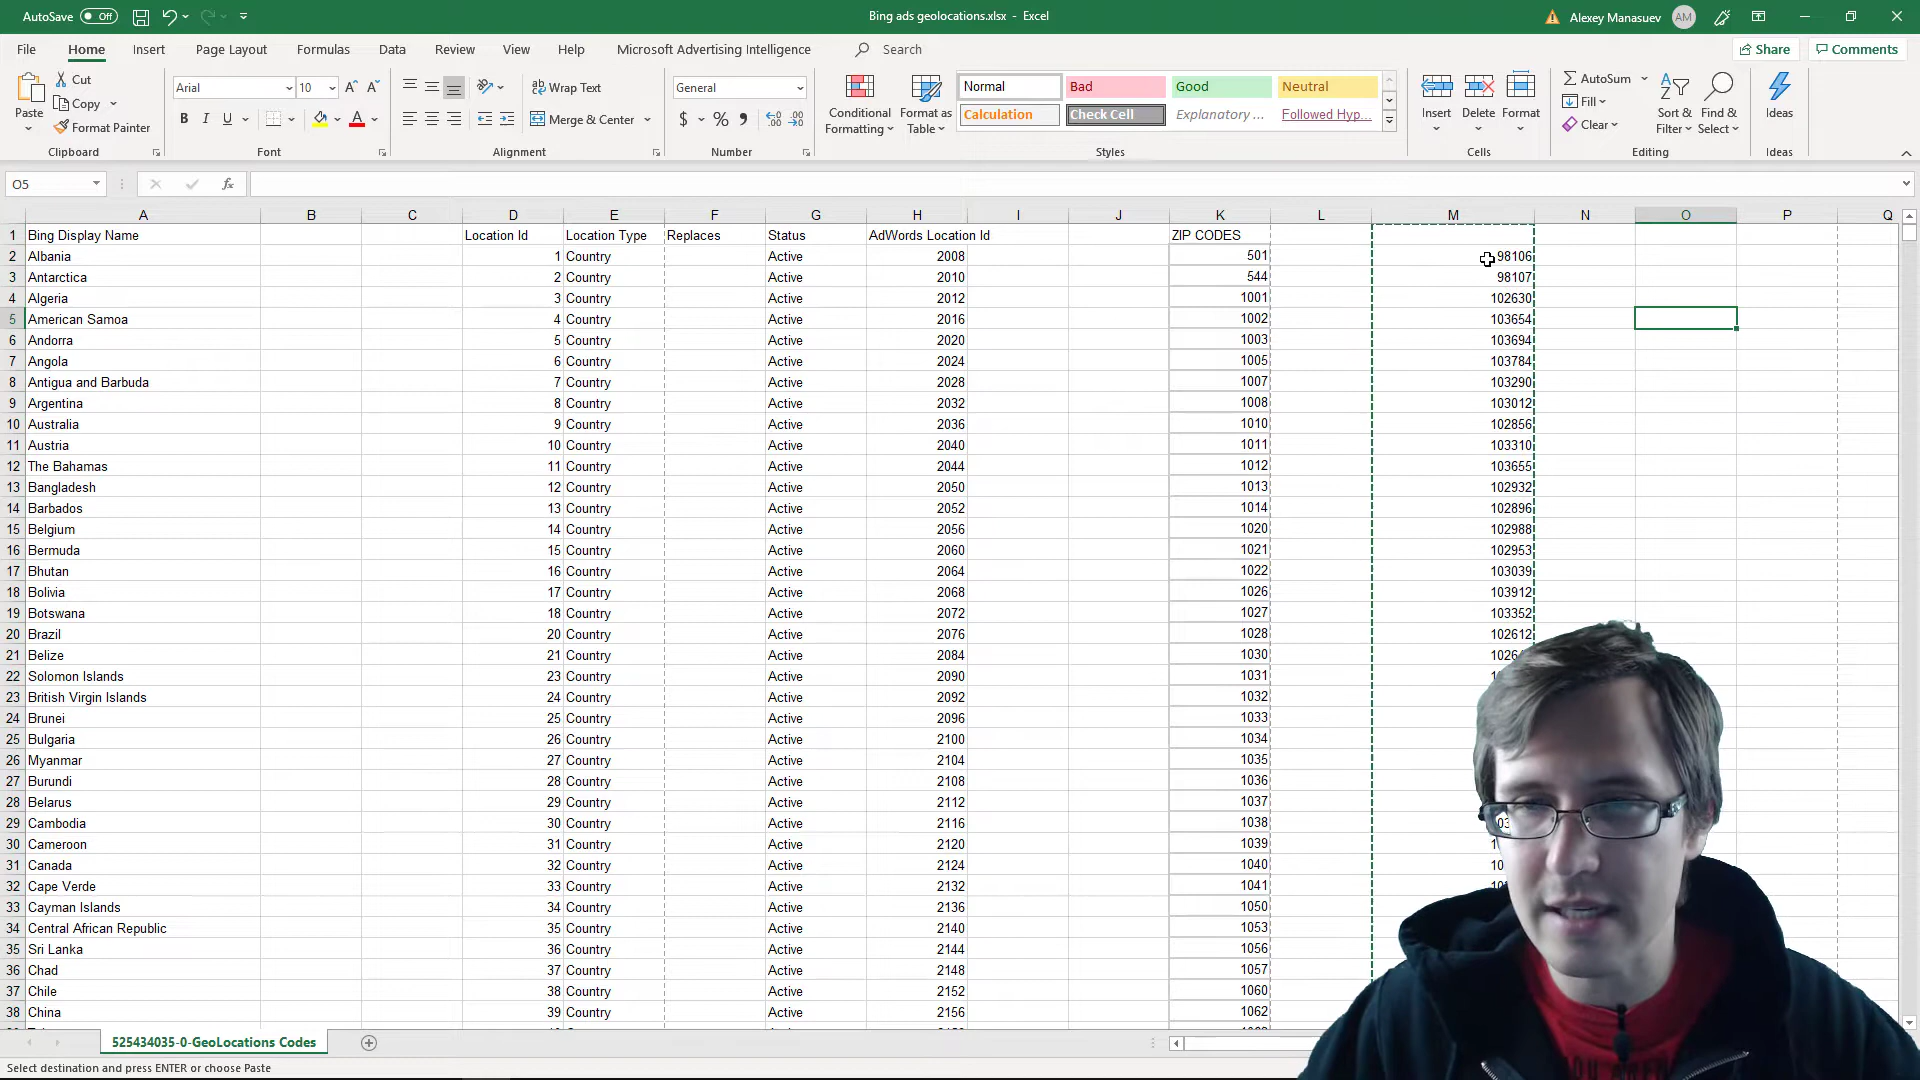 AutoSave Off Bing ads geolocations.xlsx - Excel Alexey Manasuev AM
File Home Insert Page Layout Formulas Data Review View Help Microsoft Advertising Intelligence Search Share Comments
Cut Arial 10 Wrap Text General Normal Bad Good Neutral AutoSum
Copy Fill
Paste Format Painter Merge & Center Conditional Formatting Format as Table Calculation Check Cell Explanatory ... Followed Hyp... Insert Delete Format Clear Sort & Filter Find & Select Ideas
Clipboard Font Alignment Number Styles Cells Editing Ideas
O5 fx
A B C D E F G H I J K L M N O P Q
1 Bing Display Name Location Id Location Type Replaces Status AdWords Location Id ZIP CODES
2 Albania 1 Country Active 2008 501 98106
3 Antarctica 2 Country Active 2010 544 98107
4 Algeria 3 Country Active 2012 1001 102630
5 American Samoa 4 Country Active 2016 1002 103654
6 Andorra 5 Country Active 2020 1003 103694
7 Angola 6 Country Active 2024 1005 103784
8 Antigua and Barbuda 7 Country Active 2028 1007 103290
9 Argentina 8 Country Active 2032 1008 103012
10 Australia 9 Country Active 2036 1010 102856
11 Austria 10 Country Active 2040 1011 103310
12 The Bahamas 11 Country Active 2044 1012 103655
13 Bangladesh 12 Country Active 2050 1013 102932
14 Barbados 13 Country Active 2052 1014 102896
15 Belgium 14 Country Active 2056 1020 102988
16 Bermuda 15 Country Active 2060 1021 102953
17 Bhutan 16 Country Active 2064 1022 103039
18 Bolivia 17 Country Active 2068 1026 103912
19 Botswana 18 Country Active 2072 1027 103352
20 Brazil 19 Country Active 2076 1028 102612
21 Belize 21 Country Active 2084 1030
22 Solomon Islands 23 Country Active 2090 1031
23 British Virgin Islands 24 Country Active 2092 1032
24 Brunei 25 Country Active 2096 1033
25 Bulgaria 26 Country Active 2100 1034
26 Myanmar 27 Country Active 2104 1035
27 Burundi 28 Country Active 2108 1036
28 Belarus 29 Country Active 2112 1037
29 Cambodia 30 Country Active 2116 1038
30 Cameroon 31 Country Active 2120 1039
31 Canada 32 Country Active 2124 1040
32 Cape Verde 33 Country Active 2132 1041
33 Cayman Islands 34 Country Active 2136 1050
34 Central African Republic 35 Country Active 2140 1053
35 Sri Lanka 36 Country Active 2144 1056
36 Chad 37 Country Active 2148 1057
37 Chile 38 Country Active 2152 1060
38 China 39 Country Active 2156 1062
525434035-0-GeoLocations Codes
Select destination and press ENTER or choose Paste